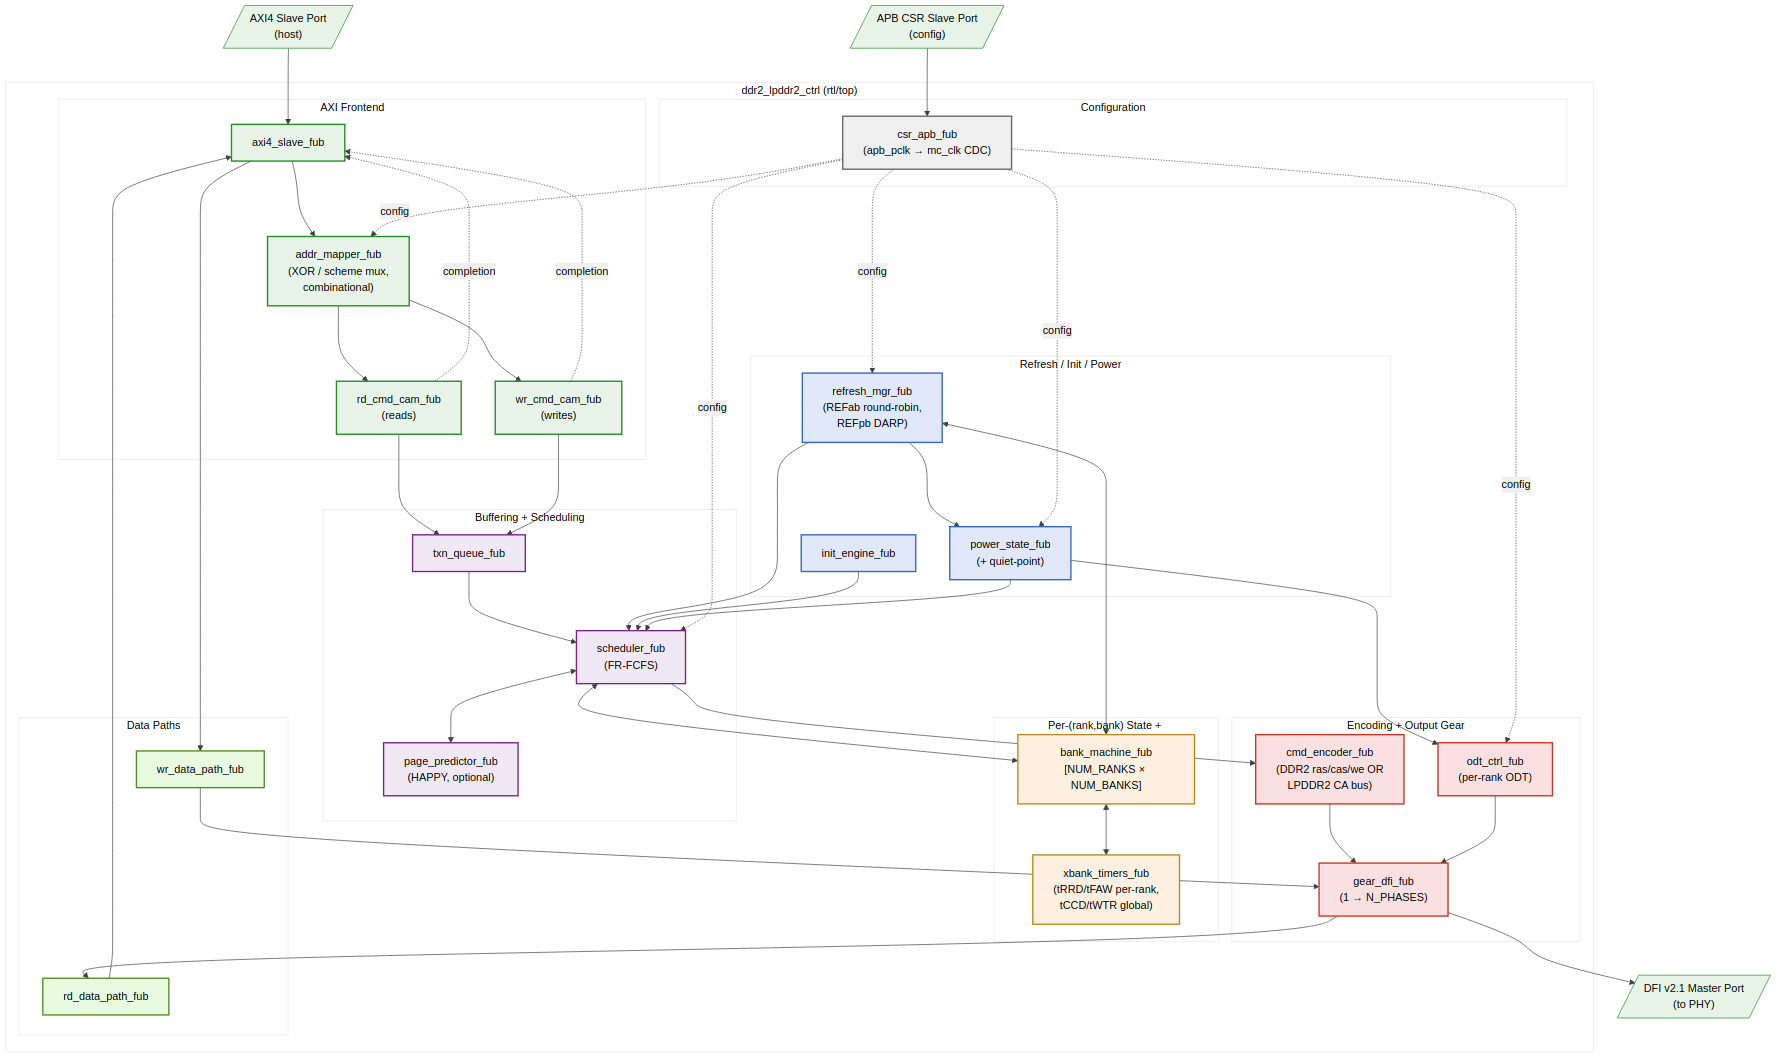 AXI4 Slave Port
(host)
APB CSR Slave Port
(config)
ddr2_lpddr2_ctrl (rtl/top)
AXI Frontend
Configuration
axi4_slave_fub
csr_apb_fub
(apb_pclk → mc_clk CDC)
config
addr_mapper_fub
(XOR / scheme mux,
combinational)
completion
completion
config
config
config
config
rd_cmd_cam_fub
(reads)
wr_cmd_cam_fub
(writes)
Refresh / Init / Power
refresh_mgr_fub
(REFab round-robin,
REFpb DARP)
Buffering + Scheduling
txn_queue_fub
init_engine_fub
power_state_fub
(+ quiet-point)
scheduler_fub
(FR-FCFS)
page_predictor_fub
(HAPPY, optional)
Data Paths
wr_data_path_fub
rd_data_path_fub
Per-(rank,bank) State +
bank_machine_fub
[NUM_RANKS ×
NUM_BANKS]
xbank_timers_fub
(tRRD/tFAW per-rank,
tCCD/tWTR global)
Encoding + Output Gear
cmd_encoder_fub
(DDR2 ras/cas/we OR
LPDDR2 CA bus)
odt_ctrl_fub
(per-rank ODT)
gear_dfi_fub
(1 → N_PHASES)
DFI v2.1 Master Port
(to PHY)